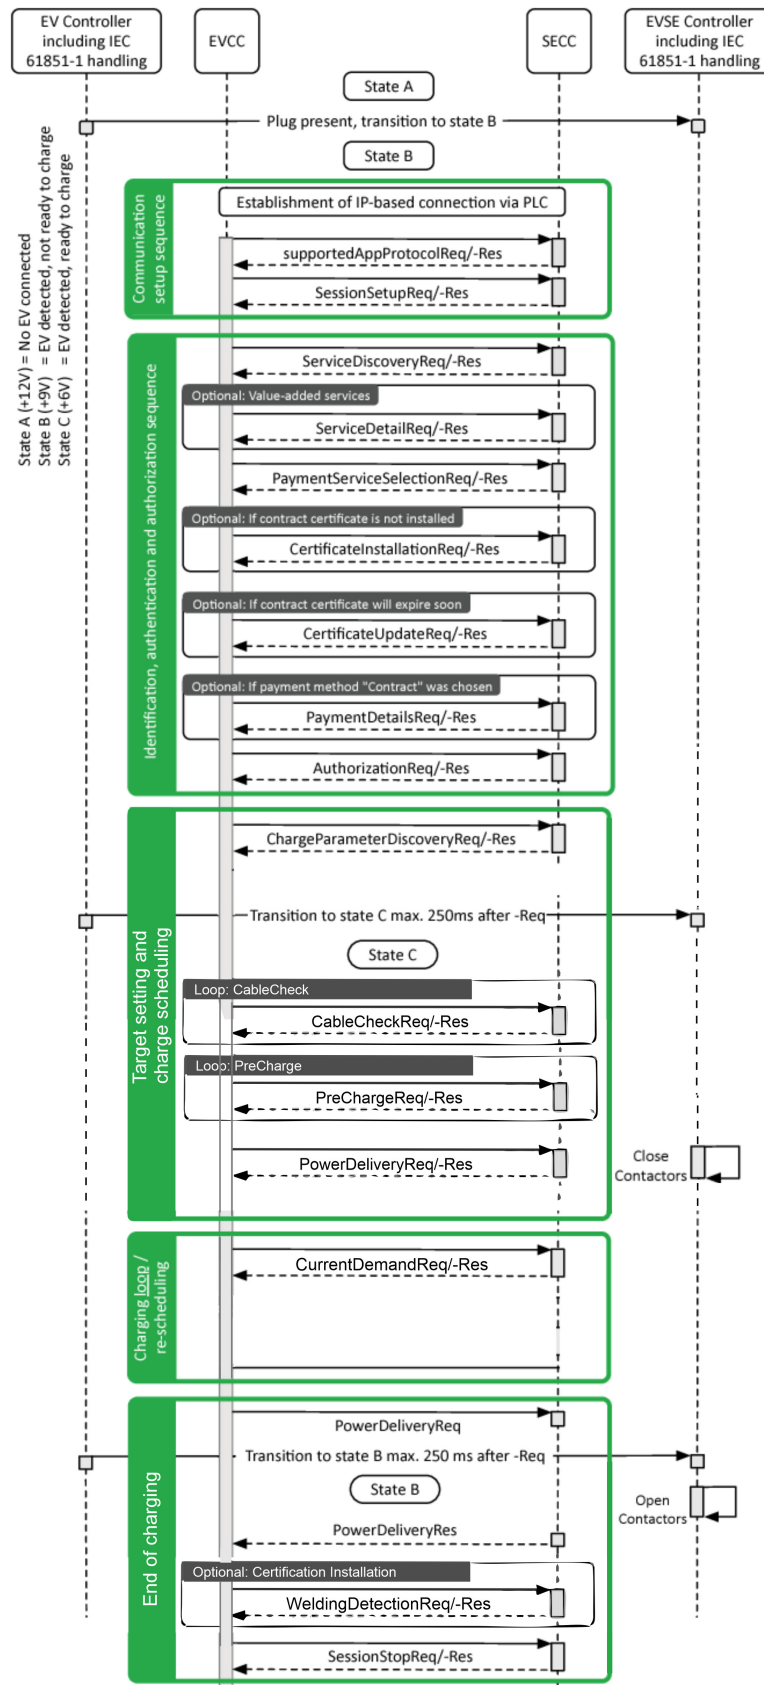 EV Controller
including IEC
61851-1 handling
EVCC
SECC
EVSE Controller
including IEC
61851-1 handling
State A
Plug present, transition to state B
State B
State A (+12V) = No EV connected
State B (+9V) = EV detected, not ready to charge
State C (+6V) = EV detected, ready to charge
Communication
setup sequence
Establishment of IP-based connection via PLC
supportedAppProtocolReq/-Res
SessionSetupReq/-Res
Identification, authentication and authorization sequence
ServiceDiscoveryReq/-Res
Optional: Value-added services
ServiceDetailReq/-Res
PaymentServiceSelectionReq/-Res
Optional: If contract certificate is not installed
CertificateInstallationReq/-Res
Optional: If contract certificate will expire soon
CertificateUpdateReq/-Res
Optional: If payment method "Contract" was chosen
PaymentDetailsReq/-Res
AuthorizationReq/-Res
Target setting and
charge scheduling
ChargeParameterDiscoveryReq/-Res
Transition to state C max. 250ms after -Req
State C
Loop: CableCheck
CableCheckReq/-Res
Loop: PreCharge
PreChargeReq/-Res
PowerDeliveryReq/-Res
Close
Contactors
Charging loop /
re-scheduling
CurrentDemandReq/-Res
End of charging
PowerDeliveryReq
Transition to state B max. 250 ms after -Req
State B
Open
Contactors
PowerDeliveryRes
Optional: Certification Installation
WeldingDetectionReq/-Res
SessionStopReq/-Res